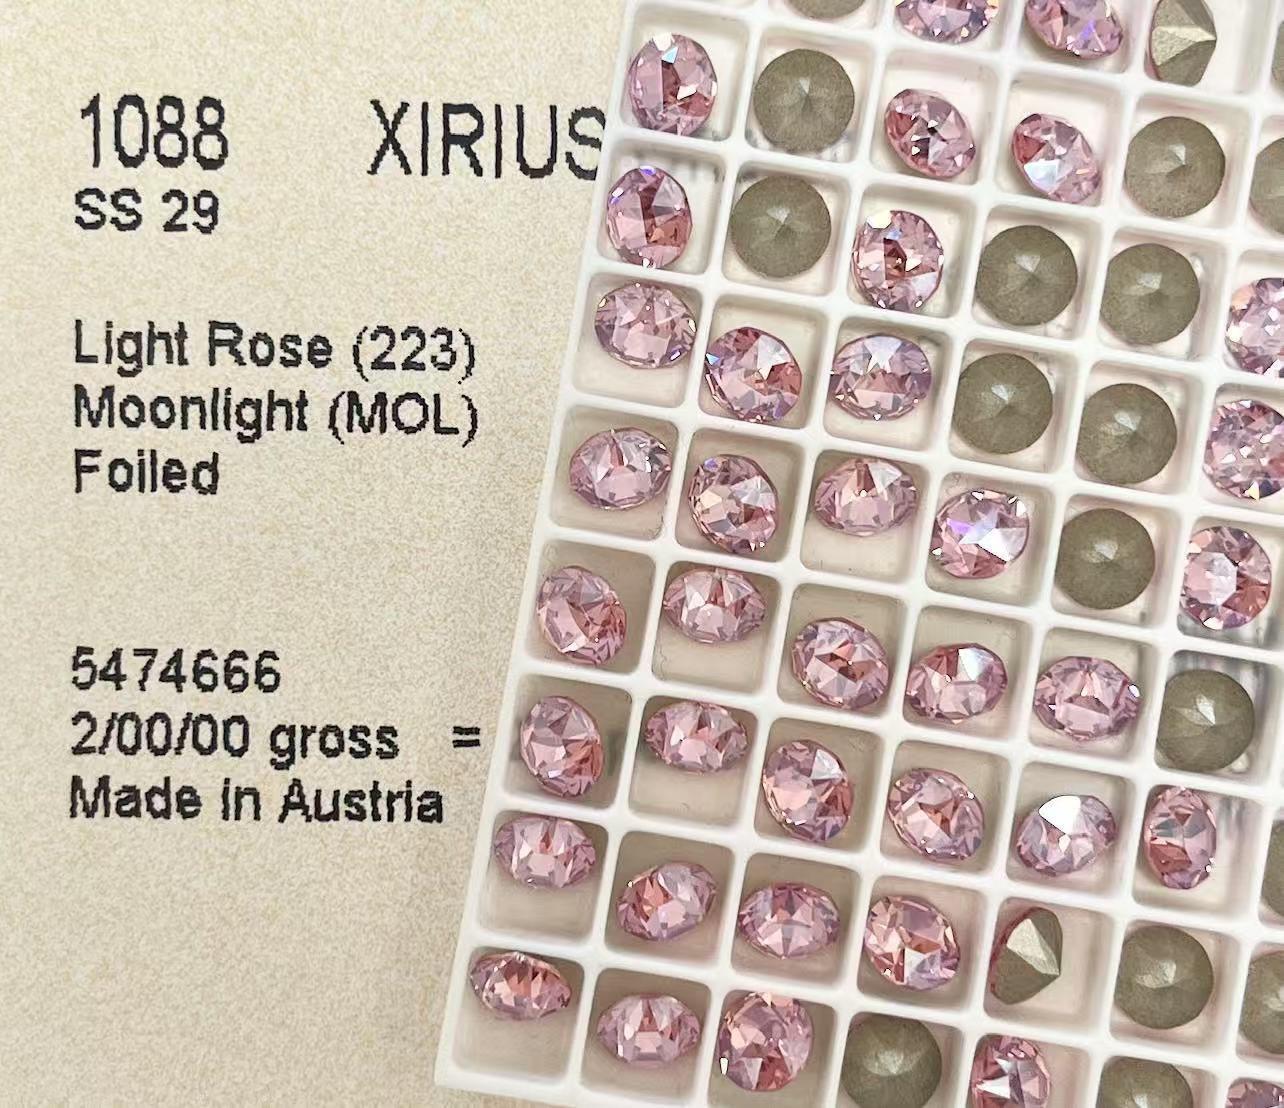 1088 XIRIUS
SS 29
Light Rose (223)
Moonlight (MOL)
Foiled
5474666
2/00/00 gross =
Made in Austria